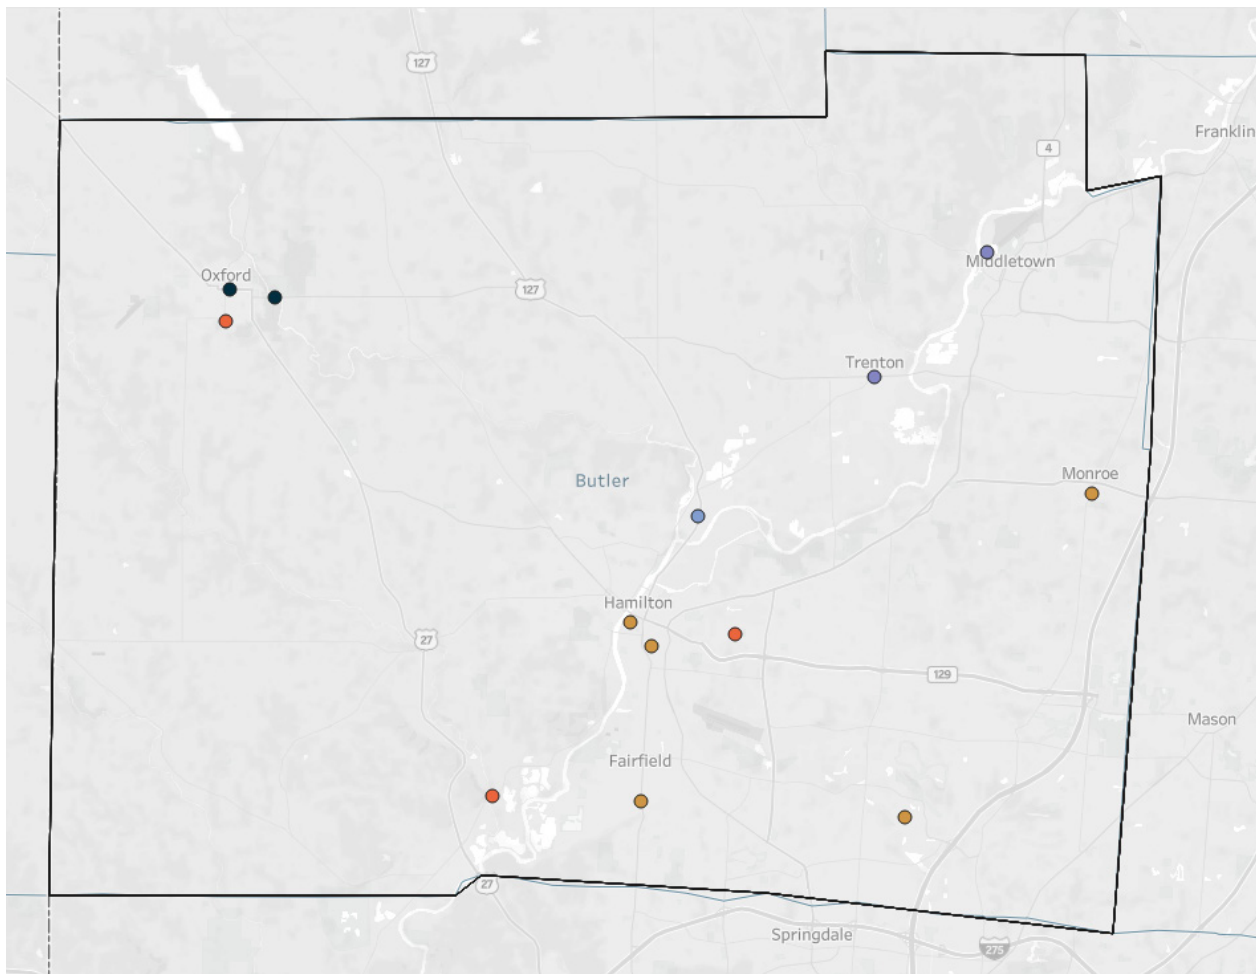 127
Franklin
4
Oxford
Middletown
127
Trenton
Monroe
Butler
Hamilton
27
129
Mason
Fairfield
27
Springdale
275